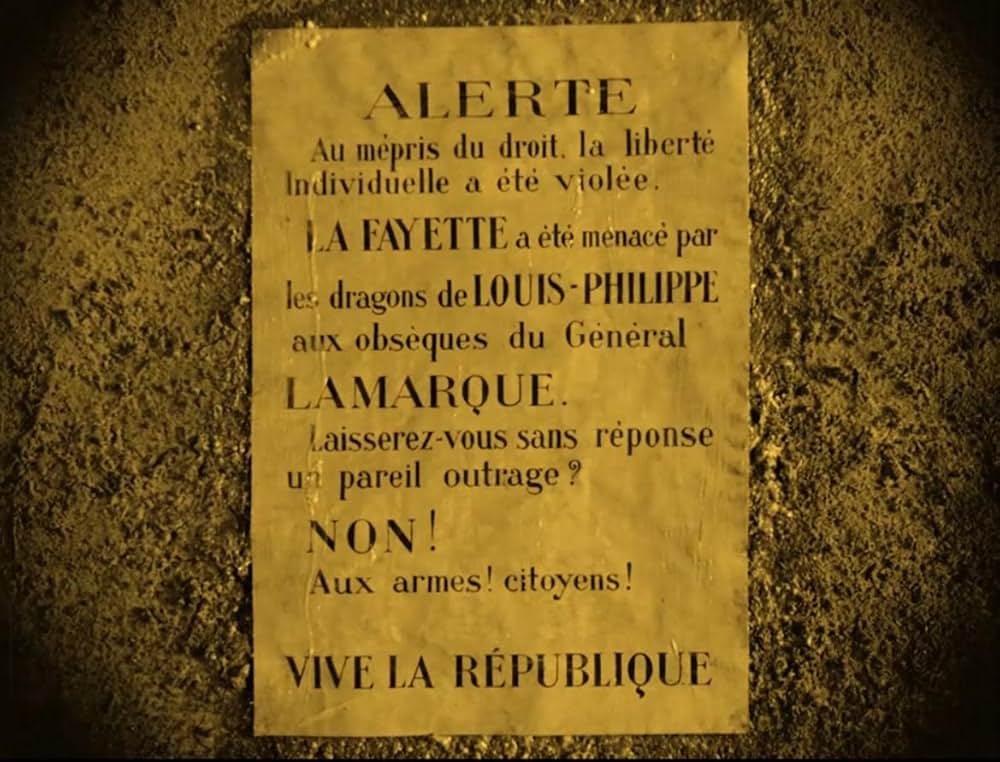 ALERTE
Au mépris du droit, la liberté
Individuelle a été violée.
LA FAYETTE a été menacé par
les dragons de LOUIS-PHILIPPE
aux obsèques du Général
LAMARQUE.
Laisserez-vous sans réponse
un pareil outrage ?
NON !
Aux armes ! citoyens !
VIVE LA RÉPUBLIQUE